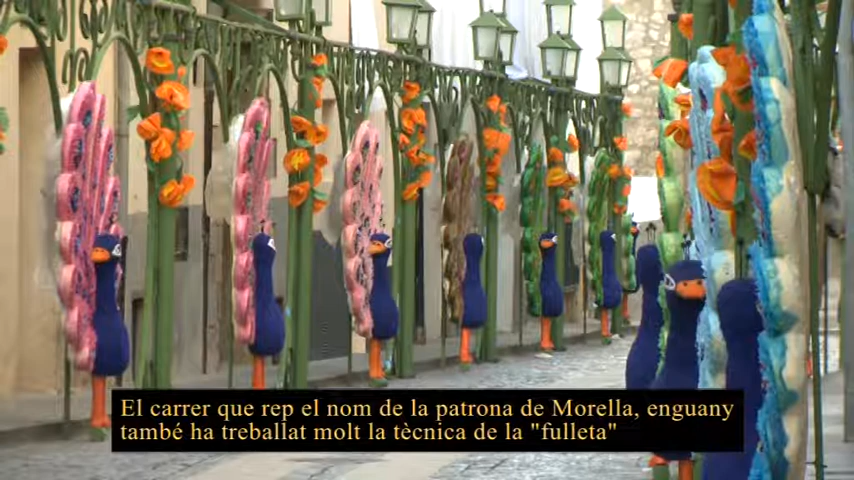 El carrer que rep el nom de la patrona de Morella, enguany
també ha treballat molt la tècnica de la "fulleta"